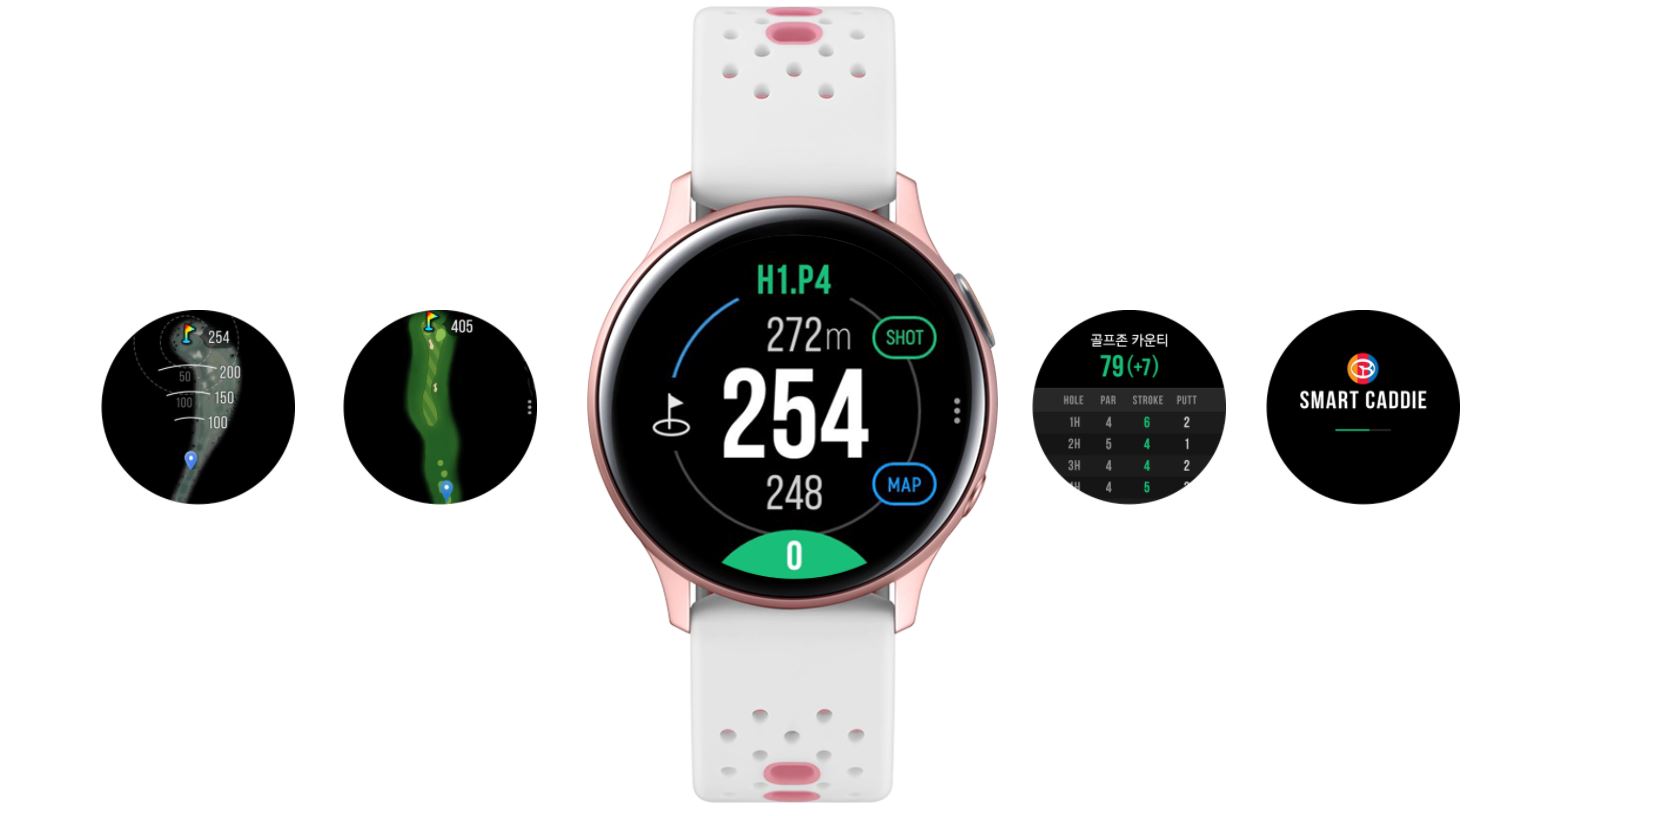 254
200
50
150
100
100
405
H1.P4
272m
SHOT
254
248
MAP
0
골프존 카운티
79(+7)
HOLE PAR STROKE PUTT
1H 4 6 2
2H 5 4 1
3H 4 4 2
4 5
SMART CADDIE